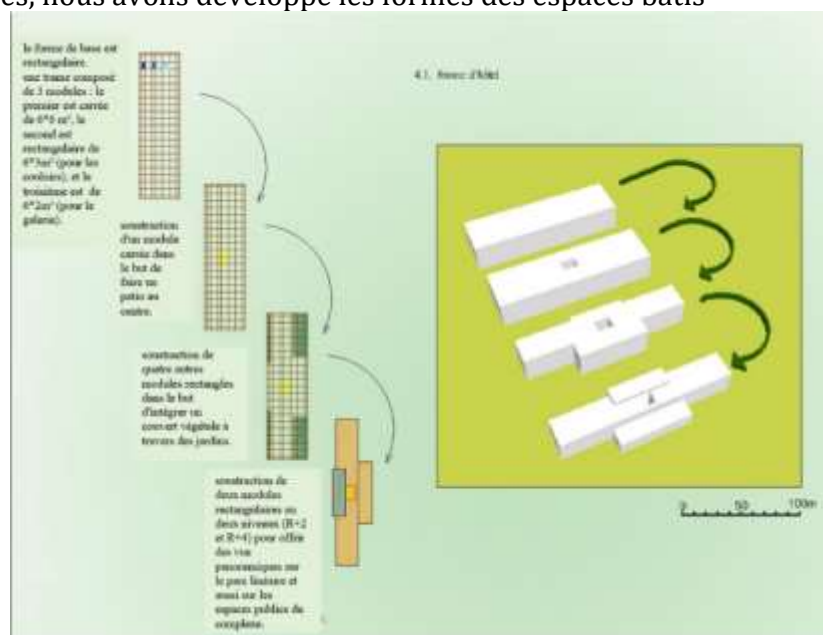 es, nous avons développé les formes des espaces bâtis
la forme de base est
rectangulaire.
une trame composé
de 3 modules : le
premier est carrée
de 6*6 m², le
second est
rectangulaire de
6*3m² (pour les
couloirs), et le
troisième est de
6*2m² (pour la
galerie).
soustraction
d'un module
carrée dans
le but de
faire un
patio au
centre.
soustraction de
quatre autres
modules rectangles
dans le but
d'intégrer un
couvert végétale à
travers des jardins.
soustraction de
deux modules
rectangulaires en
deux niveaux (R+2
et R+4) pour offrir
des vus
panoramiques sur
le parc linéaire et
aussi sur les
espaces publics du
complexe.
4.1. forme d'hôtel
0 50 100m